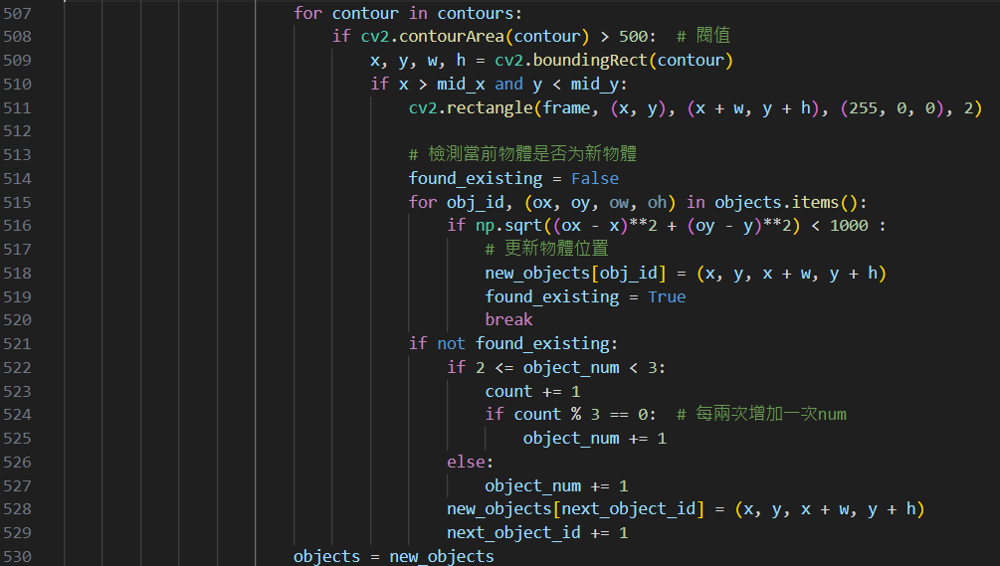 507 for contour in contours:
508 if cv2.contourArea(contour) > 500:  # 閥值
509 x, y, w, h = cv2.boundingRect(contour)
510 if x > mid_x and y < mid_y:
511 cv2.rectangle(frame, (x, y), (x + w, y + h), (255, 0, 0), 2)
512
513 # 檢測當前物體是否为新物體
514 found_existing = False
515 for obj_id, (ox, oy, ow, oh) in objects.items():
516 if np.sqrt((ox - x)**2 + (oy - y)**2) < 1000 :
517 # 更新物體位置
518 new_objects[obj_id] = (x, y, x + w, y + h)
519 found_existing = True
520 break
521 if not found_existing:
522 if 2 <= object_num < 3:
523 count += 1
524 if count % 3 == 0:  # 每兩次增加一次num
525 object_num += 1
526 else:
527 object_num += 1
528 new_objects[next_object_id] = (x, y, x + w, y + h)
529 next_object_id += 1
530 objects = new_objects